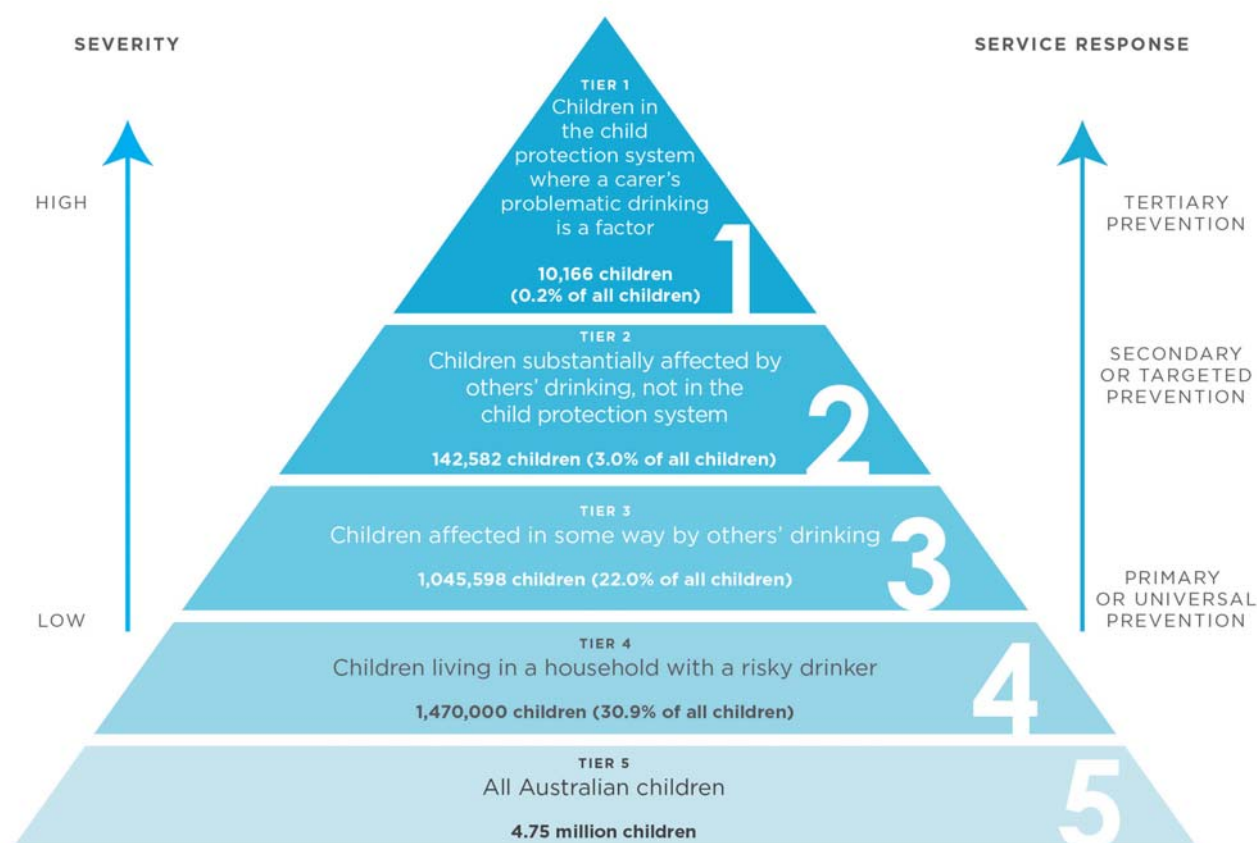 SEVERITY
SERVICE RESPONSE
HIGH
LOW
TIER 1
Children in
the child
protection system
where a carer's
problematic drinking
is a factor
10,166 children
(0.2% of all children)
1
TIER 2
Children substantially affected by
others' drinking, not in the
child protection system
142,582 children (3.0% of all children)
2
TIER 3
Children affected in some way by others' drinking
1,045,598 children (22.0% of all children)
3
TIER 4
Children living in a household with a risky drinker
1,470,000 children (30.9% of all children)
4
TIER 5
All Australian children
4.75 million children
5
TERTIARY
PREVENTION
SECONDARY
OR TARGETED
PREVENTION
PRIMARY
OR UNIVERSAL
PREVENTION